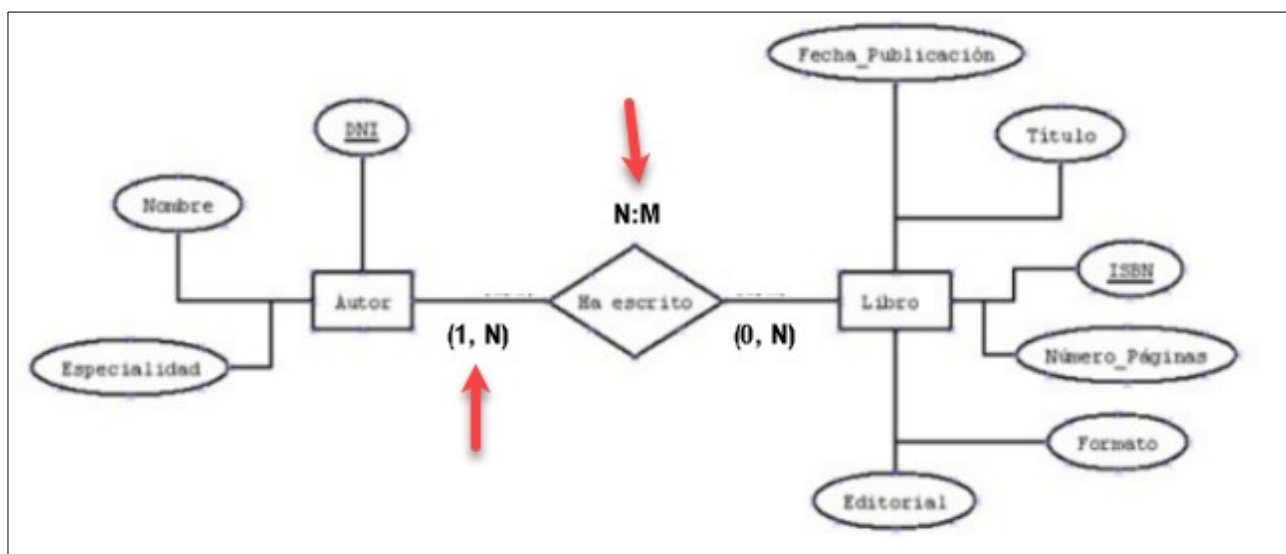 Fecha_Publicación
DNI
Título
Nombre
N:M
ISBN
Autor
Ha escrito
Libro
(1, N)
(0, N)
Número_Páginas
Especialidad
Formato
Editorial